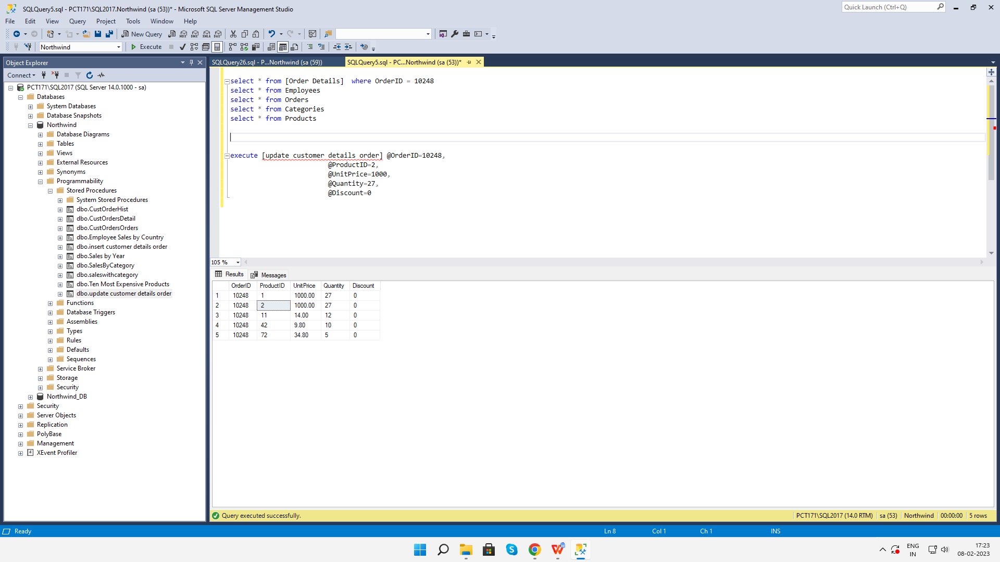 SQLQuery5.sql - PCT171\SQL2017.Northwind (sa (53))* - Microsoft SQL Server Management Studio
Quick Launch (Ctrl+Q)
File Edit View Query Project Tools Window Help
New Query
Northwind
Execute
Object Explorer
Connect
PCT171\SQL2017 (SQL Server 14.0.1000 - sa)
Databases
System Databases
Database Snapshots
Northwind
Database Diagrams
Tables
Views
External Resources
Synonyms
Programmability
Stored Procedures
System Stored Procedures
dbo.CustOrderHist
dbo.CustOrdersDetail
dbo.CustOrdersOrders
dbo.Employee Sales by Country
dbo.insert customer details order
dbo.Sales by Year
dbo.SalesByCategory
dbo.saleswithcategory
dbo.Ten Most Expensive Products
dbo.update customer details order
Functions
Database Triggers
Assemblies
Types
Rules
Defaults
Sequences
Service Broker
Storage
Security
Northwind_DB
Security
Server Objects
Replication
PolyBase
Management
XEvent Profiler
SQLQuery26.sql - P...Northwind (sa (59))
SQLQuery5.sql - PC...Northwind (sa (53))*
select * from [Order Details]  where OrderID = 10248
select * from Employees
select * from Orders
select * from Categories
select * from Products
execute [update customer details order] @OrderID=10248,
@ProductID=2,
@UnitPrice=1000,
@Quantity=27,
@Discount=0
105 %
Results Messages
OrderID ProductID UnitPrice Quantity Discount
1 10248 1 1000.00 27 0
2 10248 2 1000.00 27 0
3 10248 11 14.00 12 0
4 10248 42 9.80 10 0
5 10248 72 34.80 5 0
Query executed successfully.
PCT171\SQL2017 (14.0 RTM) sa (53) Northwind 00:00:00 5 rows
Ready
Ln 8 Col 1 Ch 1 INS
ENG
IN
17:23
08-02-2023